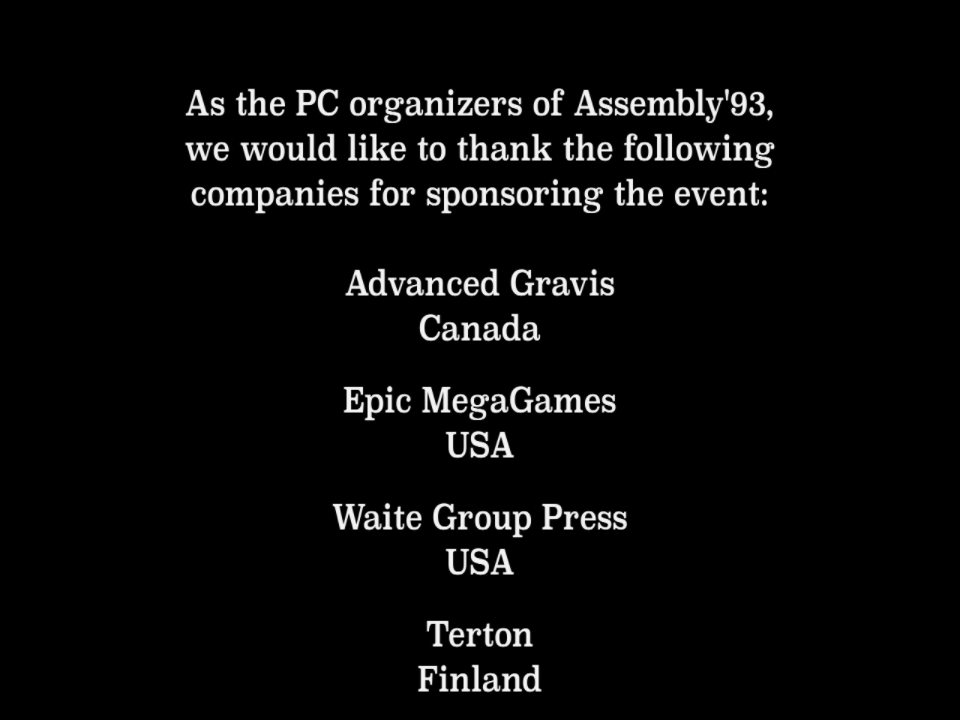 As the PC organizers of Assembly'93,
we would like to thank the following
companies for sponsoring the event:
Advanced Gravis
Canada
Epic MegaGames
USA
Waite Group Press
USA
Terton
Finland